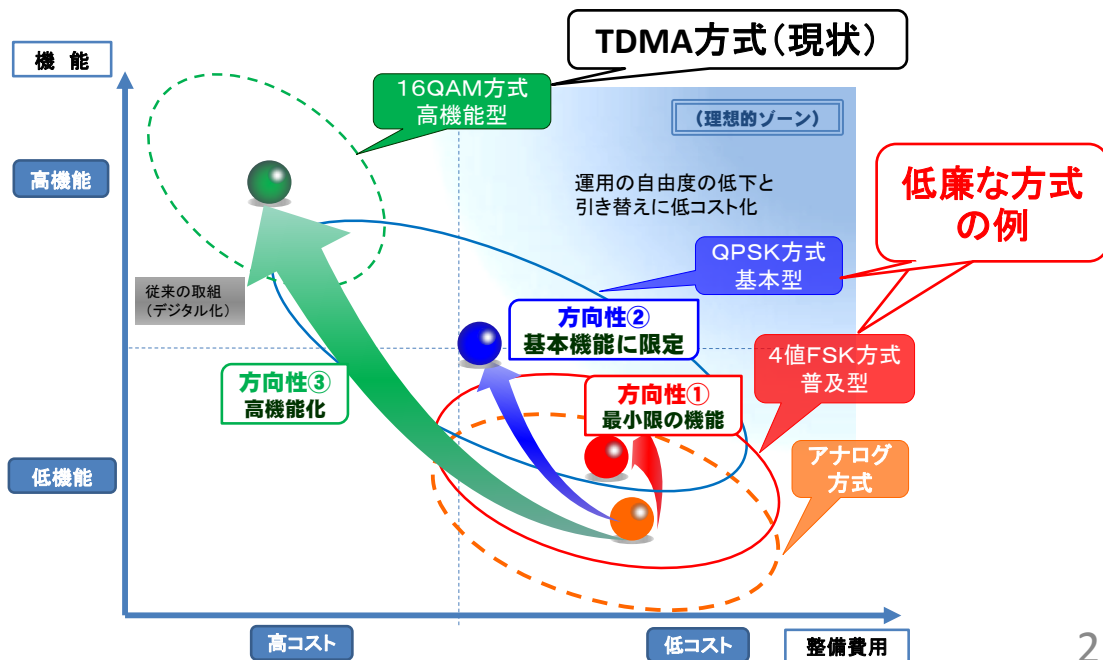 TDMA方式(現状)
機 能
16QAM方式
高機能型
(理想的ゾーン)
高機能
運用の自由度の低下と
引き替えに低コスト化
低廉な方式
の例
QPSK方式
基本型
従来の取組
(デジタル化)
方向性②
基本機能に限定
4値FSK方式
普及型
方向性③
高機能化
方向性①
最小限の機能
アナログ
方式
低機能
高コスト
低コスト
整備費用
2